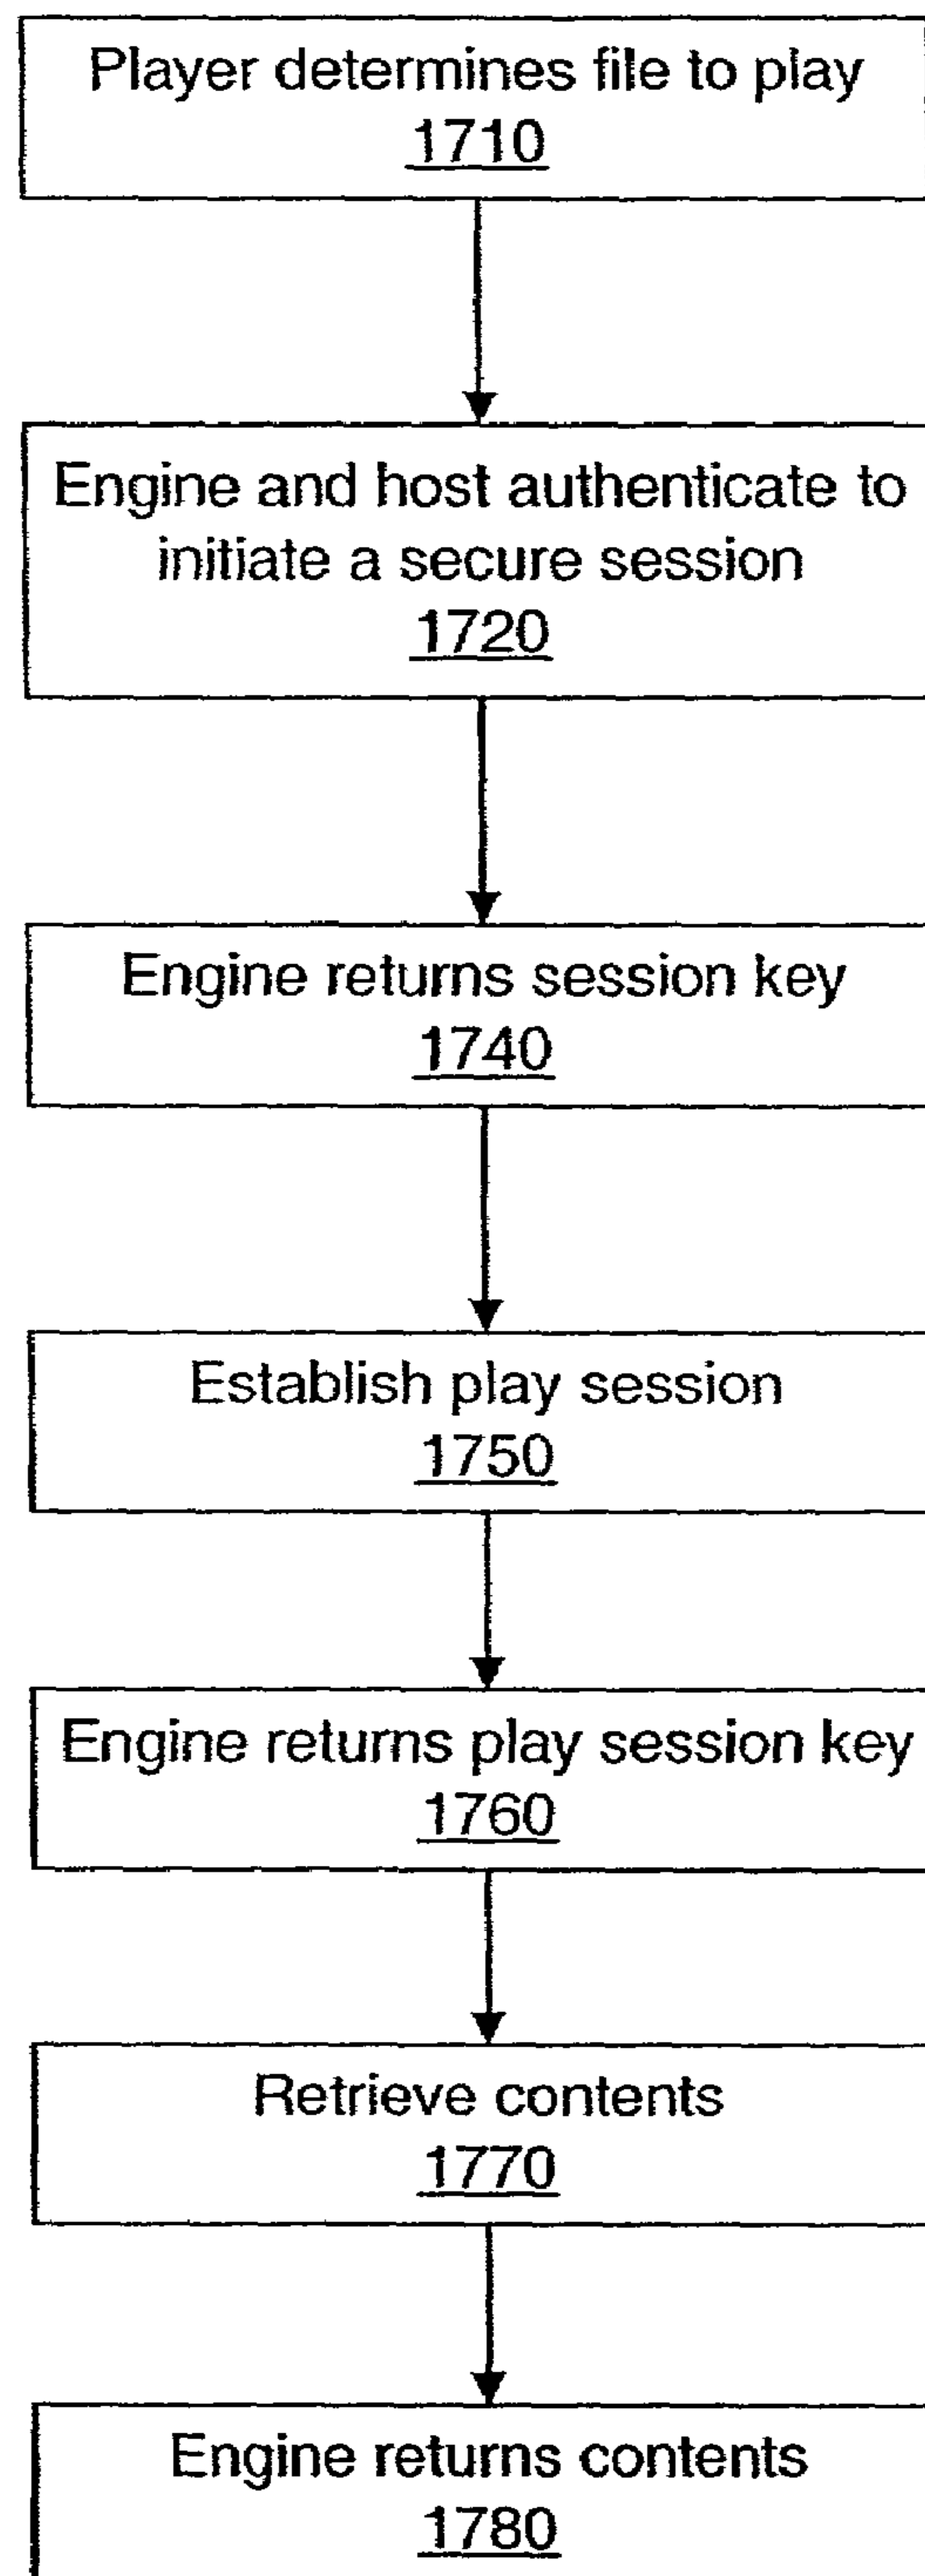 Player determines file to play
1710
Engine and host authenticate to
initiate a secure session
1720
Engine returns session key
1740
Establish play session
1750
Engine returns play session key
1760
Retrieve contents
1770
Engine returns contents
1780